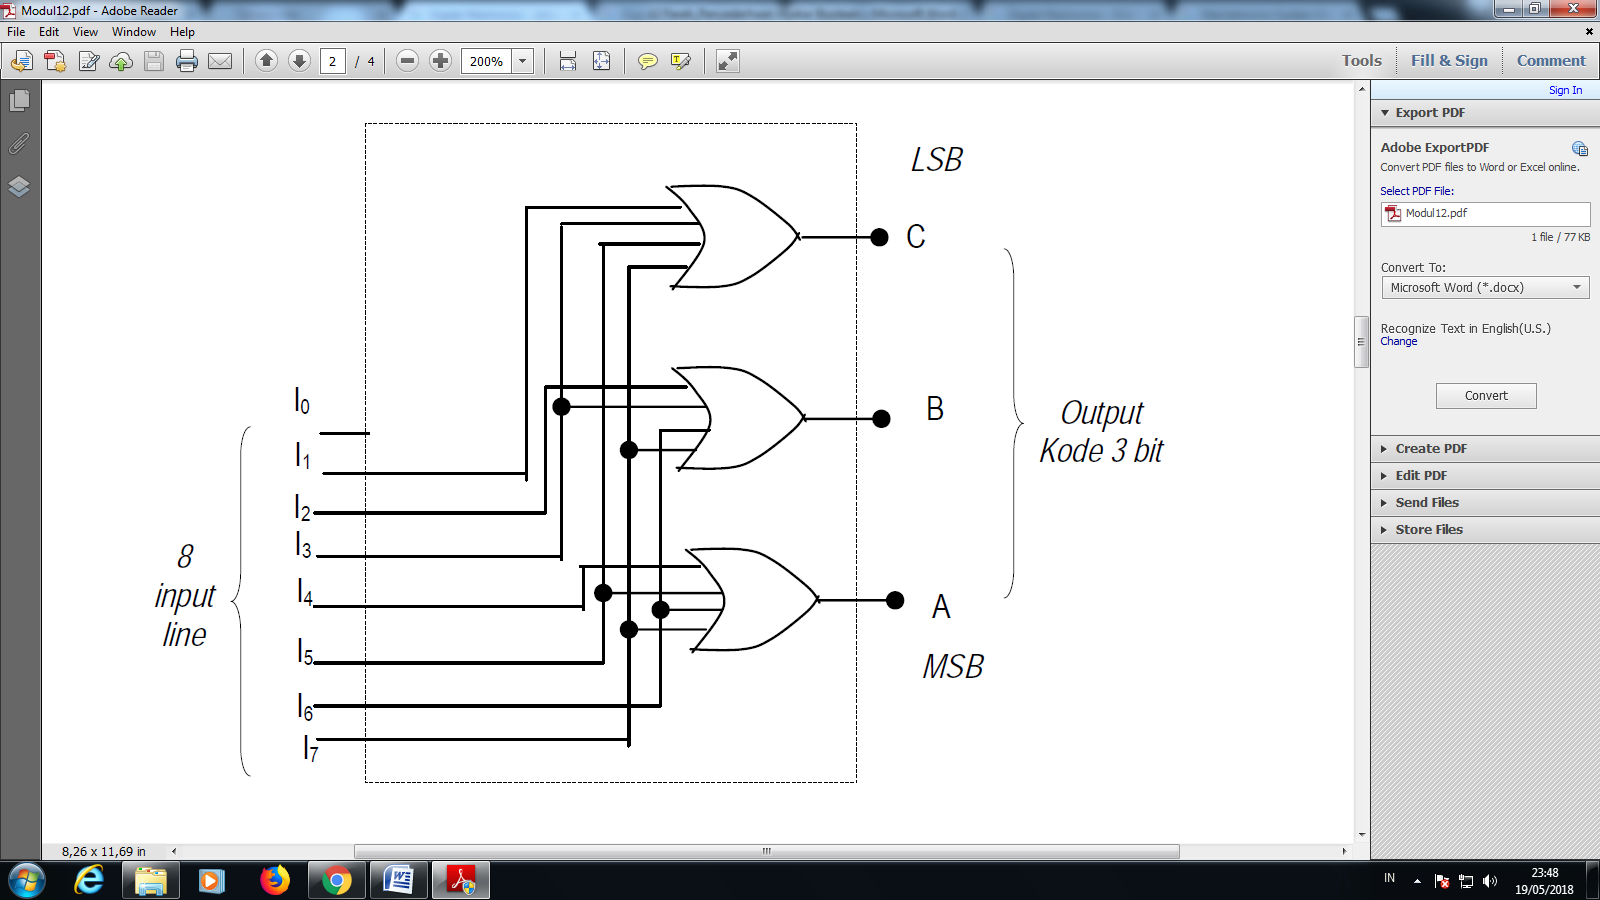 Modul12.pdf - Adobe Reader
File Edit View Window Help
2 / 4 200% Tools Fill & Sign Comment
Sign In
Export PDF
Adobe ExportPDF
Convert PDF files to Word or Excel online.
Select PDF File:
Modul12.pdf
1 file / 77 KB
Convert To:
Microsoft Word (*.docx)
Recognize Text in English(U.S.)
Change
Convert
Create PDF
Edit PDF
Send Files
Store Files
LSB
C
B
A
MSB
Output
Kode 3 bit
I0
I1
I2
I3
I4
I5
I6
I7
8
input
line
8,26 x 11,69 in
IN
23:48
19/05/2018